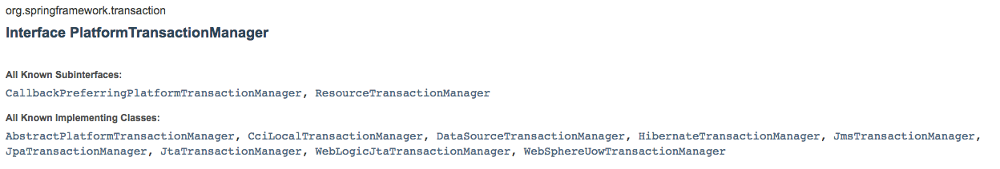 org.springframework.transaction
Interface PlatformTransactionManager
All Known Subinterfaces:
CallbackPreferringPlatformTransactionManager, ResourceTransactionManager
All Known Implementing Classes:
AbstractPlatformTransactionManager, CciLocalTransactionManager, DataSourceTransactionManager, HibernateTransactionManager, JmsTransactionManager,
JpaTransactionManager, JtaTransactionManager, WebLogicJtaTransactionManager, WebSphereUowTransactionManager